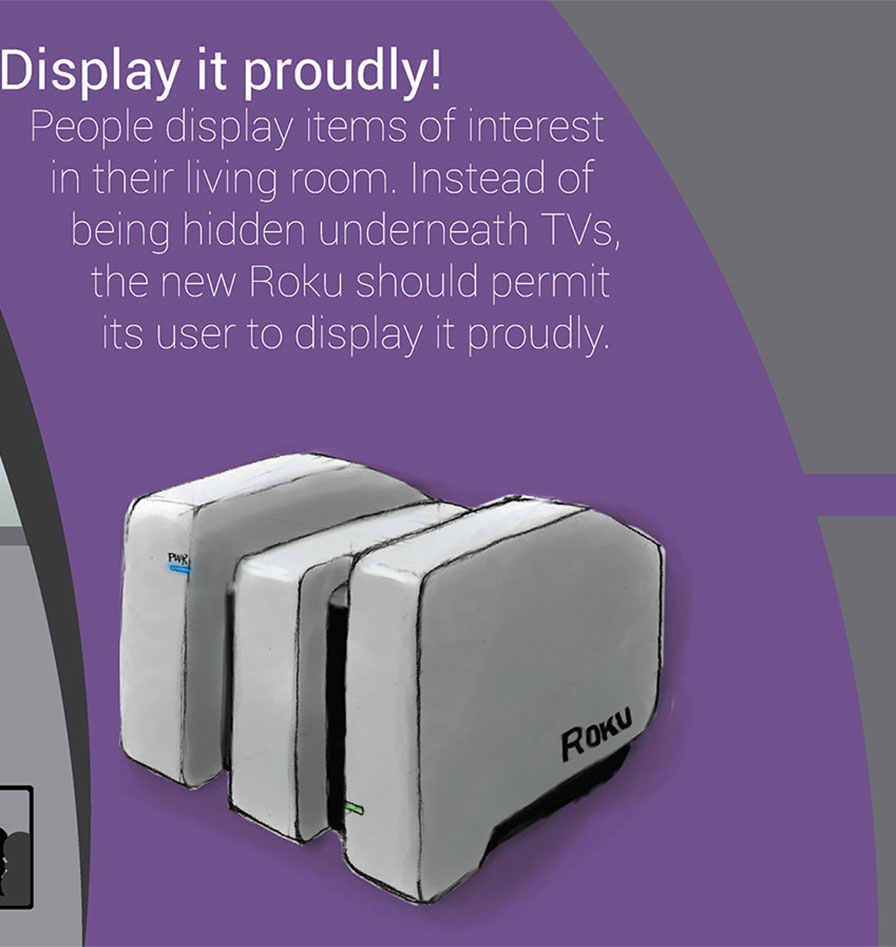 Display it proudly!
People display items of interest
in their living room. Instead of
being hidden underneath TVs,
the new Roku should permit
its user to display it proudly.
PWR
ROKU